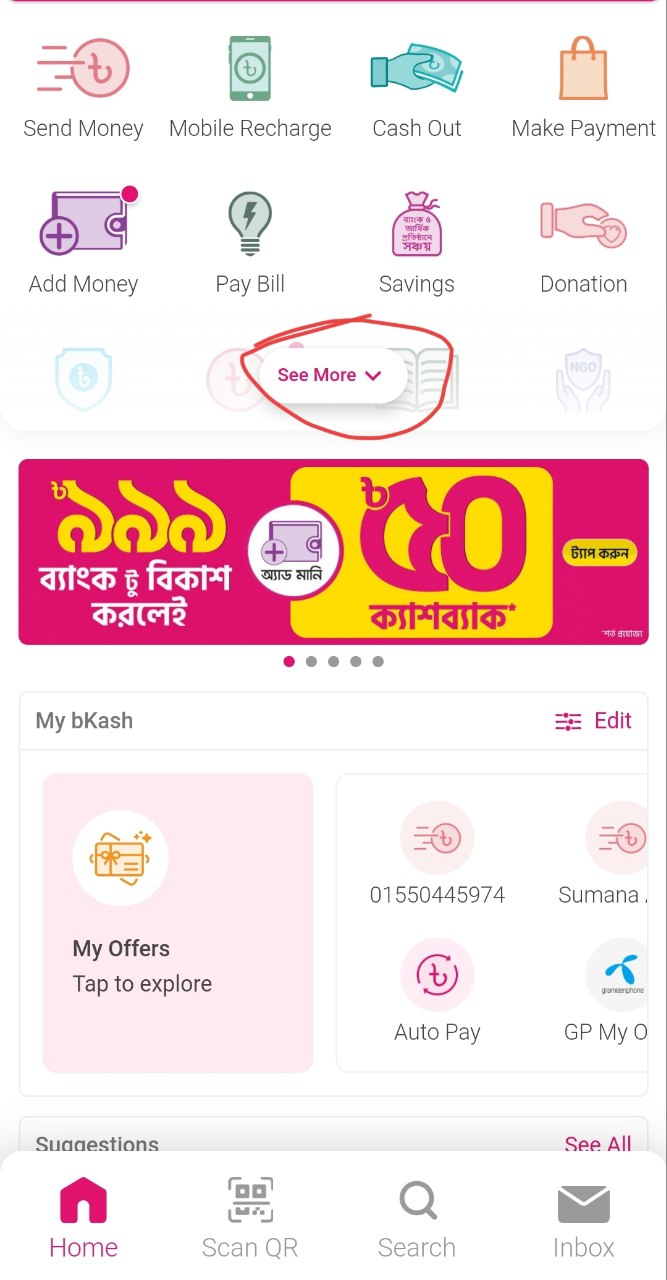 Send Money
Mobile Recharge
Cash Out
Make Payment
ব্যাংক ও
আর্থিক
প্রতিষ্ঠানে
সঞ্চয়
Add Money
Pay Bill
Savings
Donation
See More
NGO
৳৯৯৯
ব্যাংক টু বিকাশ
করলেই
অ্যাড মানি
৳৫০
ক্যাশব্যাক*
ট্যাপ করুন
*শর্ত প্রযোজ্য
My bKash
Edit
My Offers
Tap to explore
01550445974
Sumana
Auto Pay
grameenphone
GP My O
Suggestions
See All
Home
Scan QR
Search
Inbox